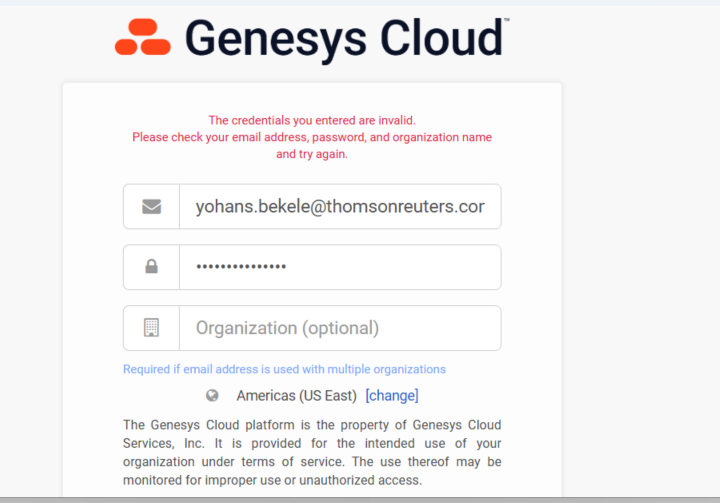 Genesys Cloud™
The credentials you entered are invalid.
Please check your email address, password, and organization name
and try again.
yohans.bekele@thomsonreuters.cor
•••••••••••••••
Organization (optional)
Required if email address is used with multiple organizations
Americas (US East) [change]
The Genesys Cloud platform is the property of Genesys Cloud
Services, Inc. It is provided for the intended use of your
organization under terms of service. The use thereof may be
monitored for improper use or unauthorized access.